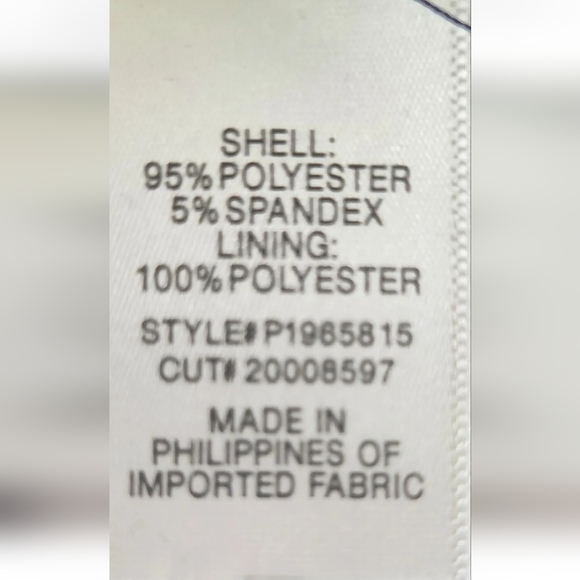 SHELL:
95% POLYESTER
5% SPANDEX
LINING:
100% POLYESTER
STYLE# P1965815
CUT# 20008597
MADE IN
PHILIPPINES OF
IMPORTED FABRIC